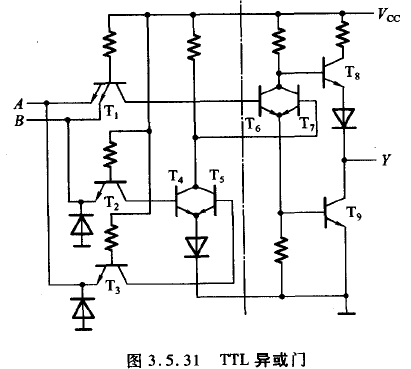 V_CC
T_8
A
B
T_1
T_6
T_7
Y
T_4
T_5
T_9
T_2
T_3
图 3.5.31 TTL 异或门